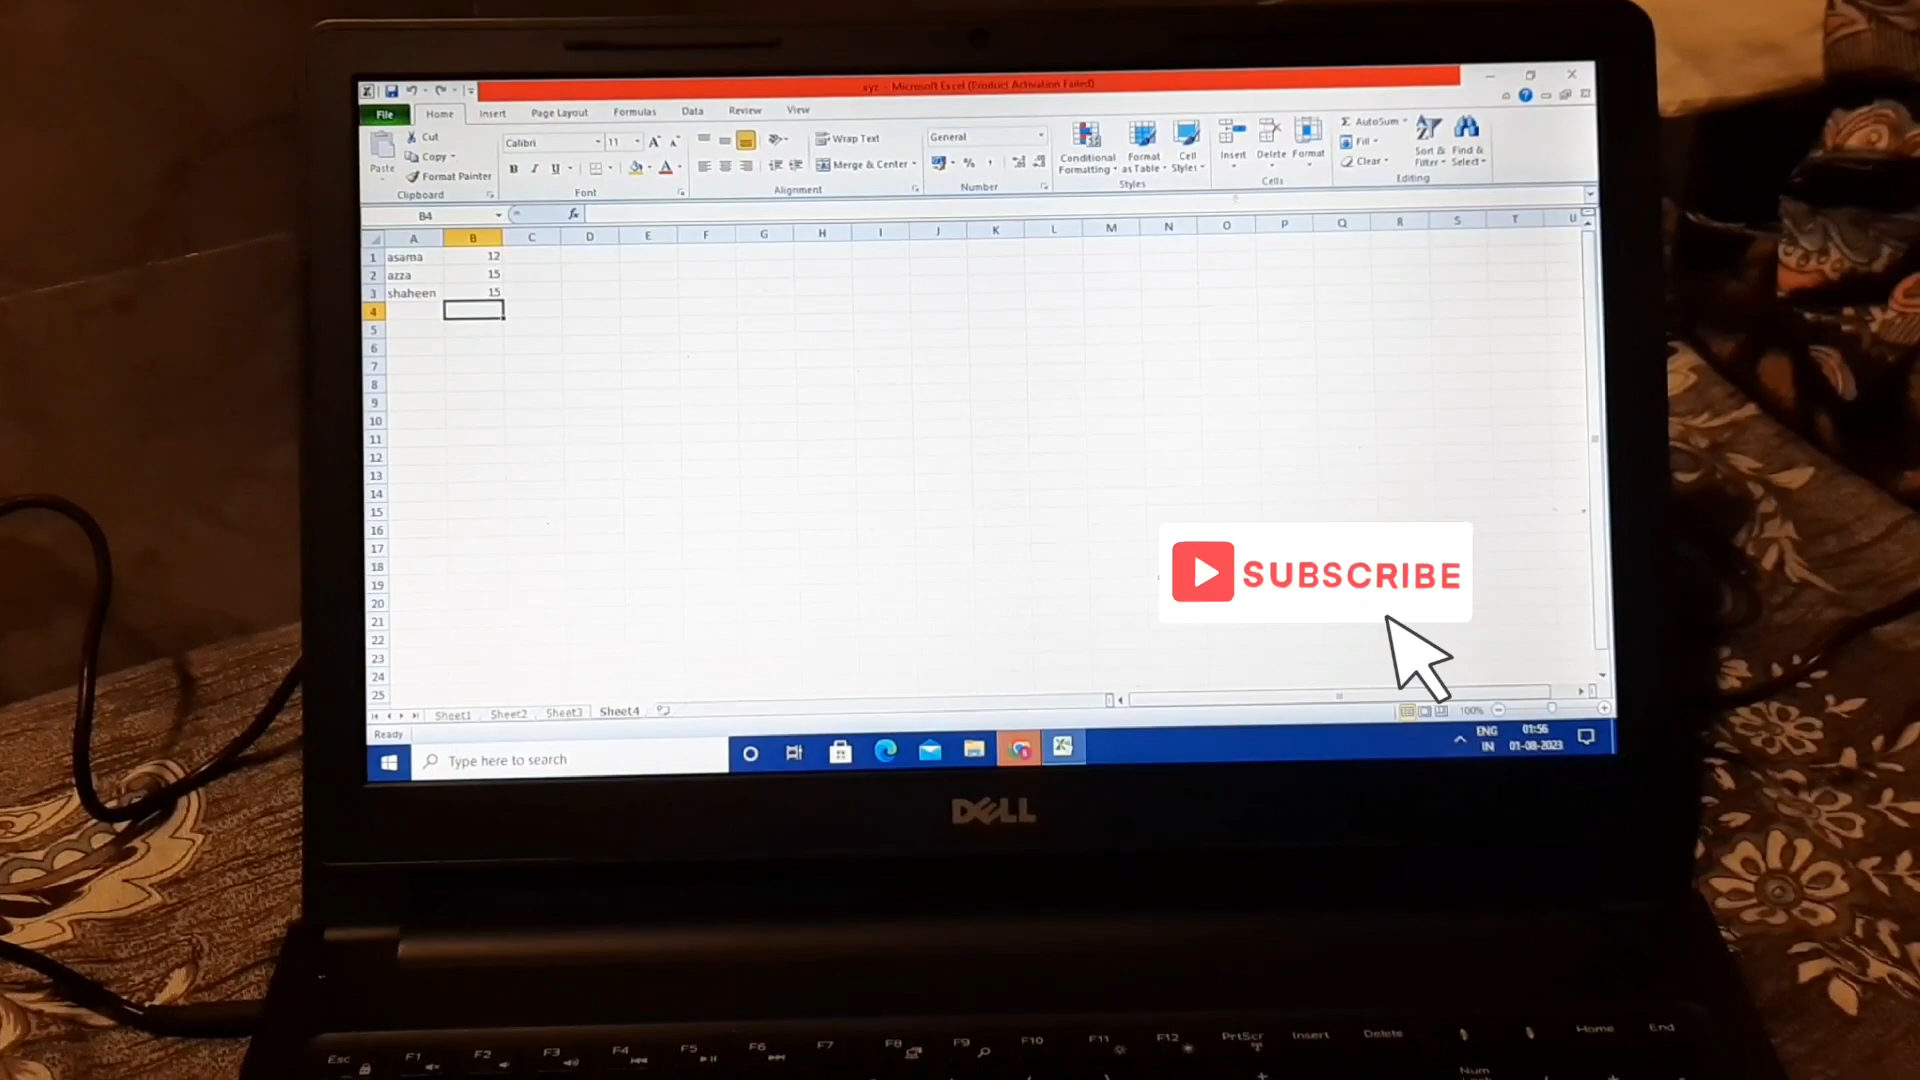 xyz - Microsoft Excel (Product Activation Failed)
File Home Insert Page Layout Formulas Data Review View
Paste
Cut
Copy
Format Painter
Clipboard
Calibri 11
B I U
Font
Wrap Text
Merge & Center
Alignment
General
%
Number
Conditional Formatting
Format as Table
Cell Styles
Styles
Insert Delete Format
Cells
Σ AutoSum
Fill
Clear
Sort & Filter
Find & Select
Editing
B4 fx
A B C D E F G H I J K L M N O P Q R S T U
1 asama 12
2 azza 15
3 shaheen 15
4
5
6
7
8
9
10
11
12
13
14
15
16
17
18
19
20
21
22
23
24
25
SUBSCRIBE
Sheet1 Sheet2 Sheet3 Sheet4
Ready
100%
Type here to search
ENG
IN
01:56
01-08-2023
DELL
Esc F1 F2 F3 F4 F5 F6 F7 F8 F9 F10 F11 F12 PrtScr Insert Delete Home End
Num